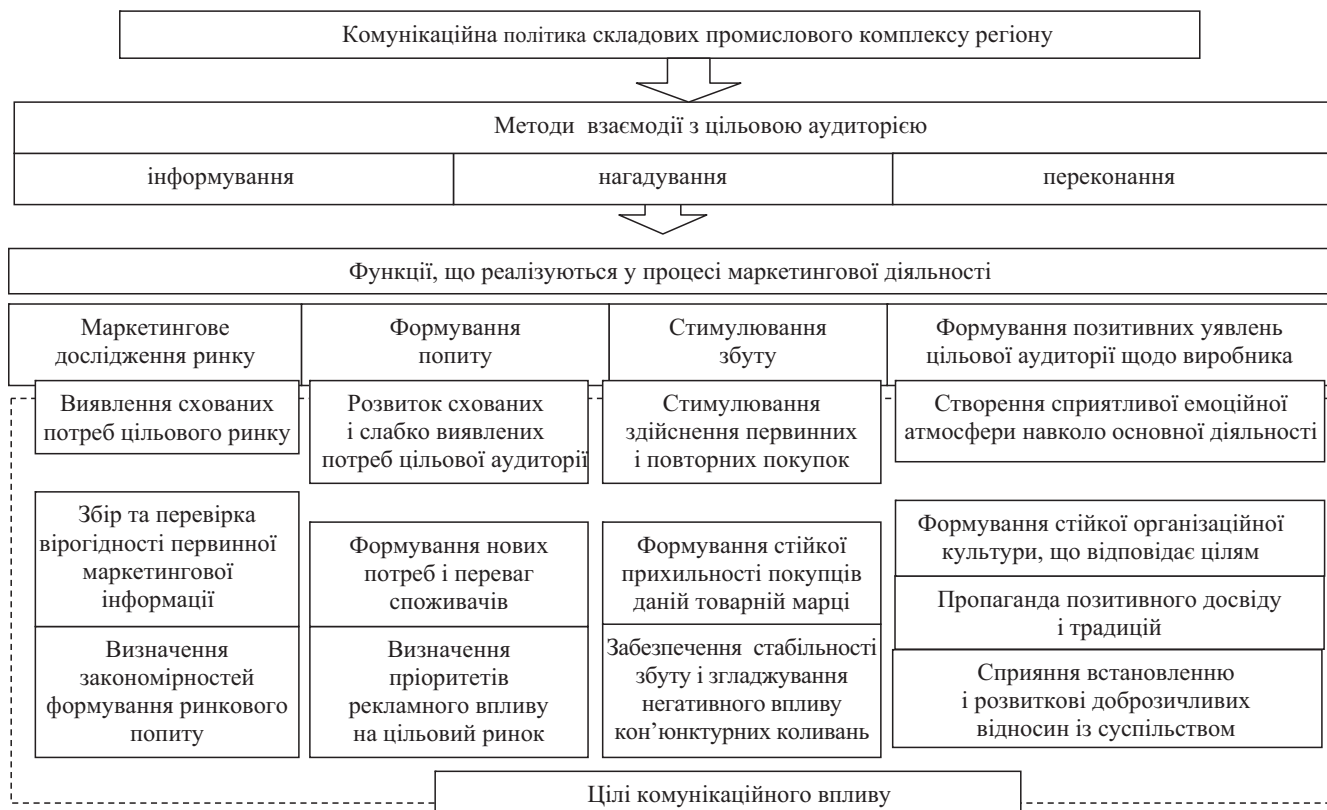 Комунікаційна політика складових промислового комплексу регіону
Методи взаємодії з цільовою аудиторією
інформування
нагадування
переконання
Функції, що реалізуються у процесі маркетингової діяльності
Маркетингове
дослідження ринку
Формування
попиту
Стимулювання
збуту
Формування позитивних уявлень
цільової аудиторії щодо виробника
Виявлення схованих
потреб цільового ринку
Розвиток схованих
і слабко виявлених
потреб цільової аудиторії
Стимулювання
здійснення первинних
і повторних покупок
Створення сприятливої емоційної
атмосфери навколо основної діяльності
Збір та перевірка
вірогідності первинної
маркетингової
інформації
Формування нових
потреб і переваг
споживачів
Формування стійкої
прихильності покупців
даній товарній марці
Формування стійкої організаційної
культури, що відповідає цілям
Пропаганда позитивного досвіду
і традицій
Визначення
закономірностей
формування ринкового
попиту
Визначення
пріоритетів
рекламного впливу
на цільовий ринок
Забезпечення стабільності
збуту і згладжування
негативного впливу
кон’юнктурних коливань
Сприяння встановленню
і розвиткові доброзичливих
відносин із суспільством
Цілі комунікаційного впливу